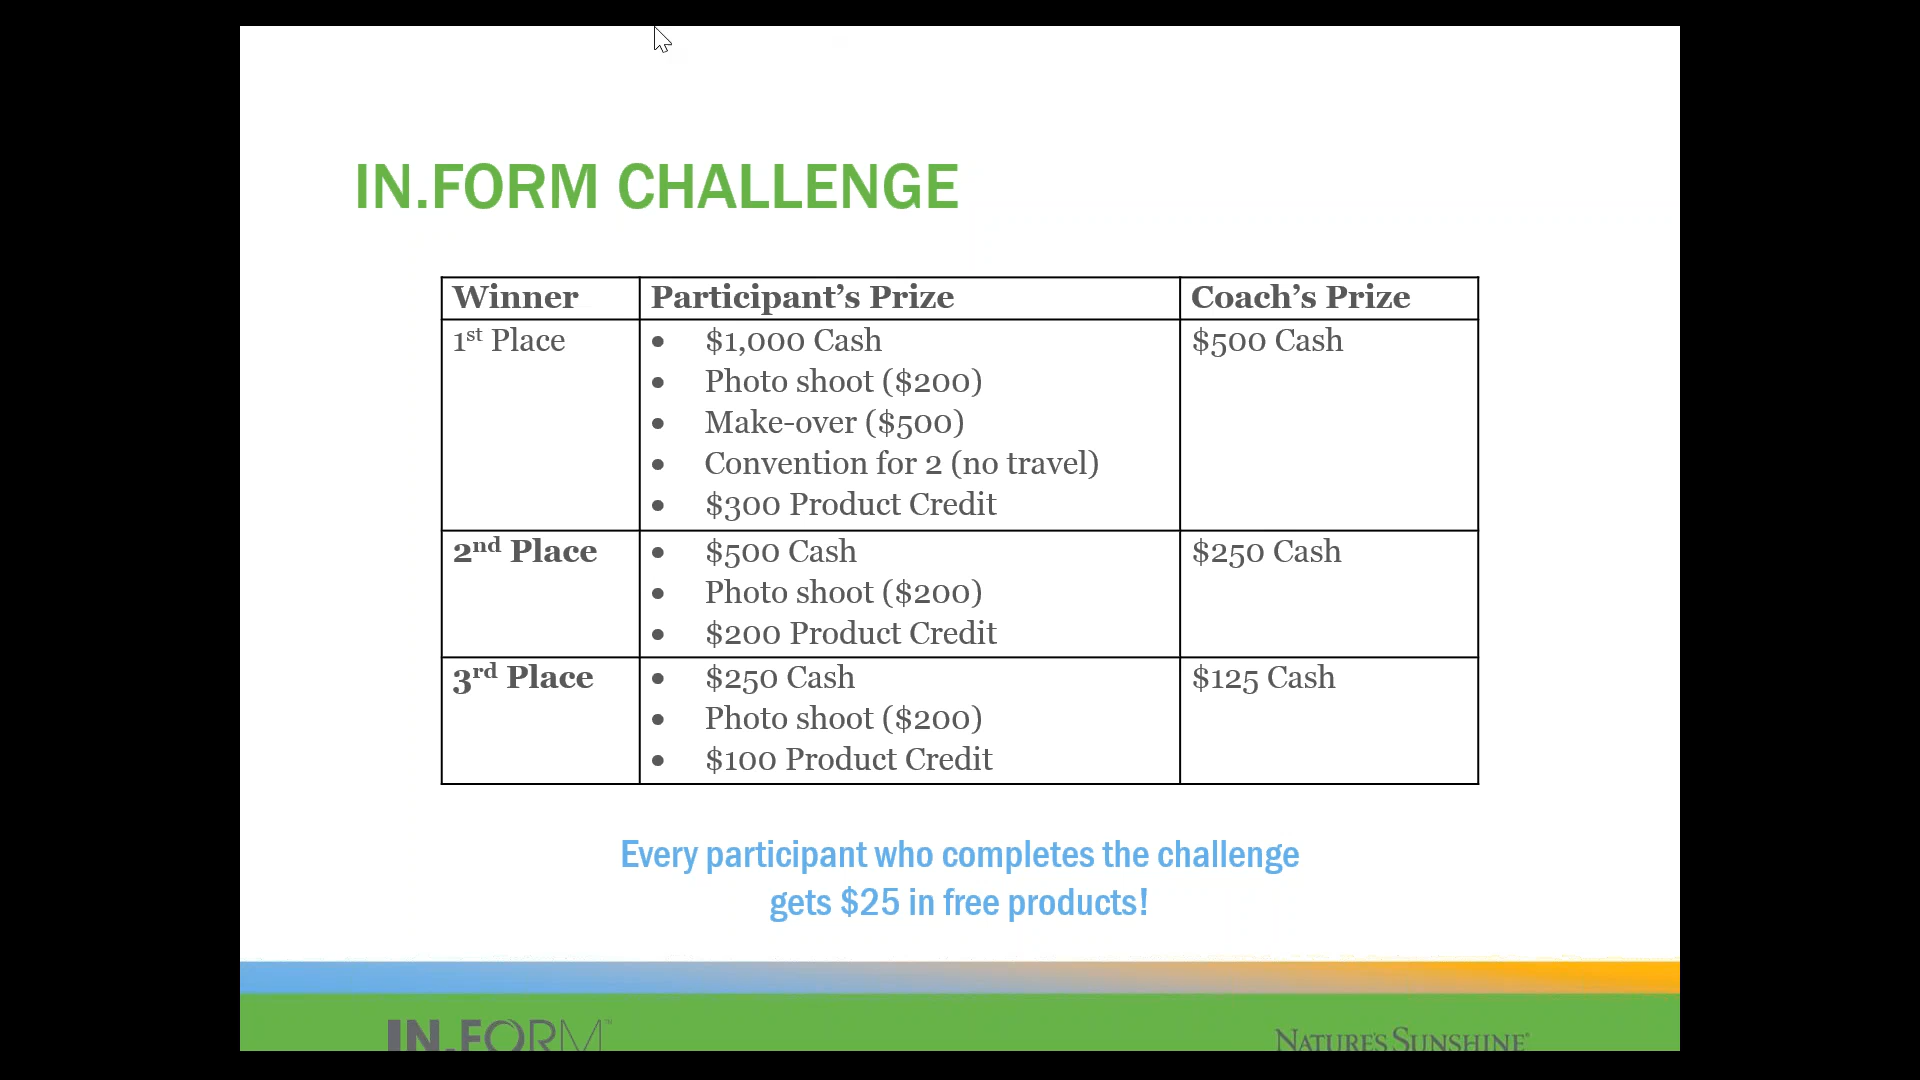 IN.FORM CHALLENGE
Winner Participant's Prize Coach's Prize
1st Place • $1,000 Cash $500 Cash
• Photo shoot ($200)
• Make-over ($500)
• Convention for 2 (no travel)
• $300 Product Credit
2nd Place • $500 Cash $250 Cash
• Photo shoot ($200)
• $200 Product Credit
3rd Place • $250 Cash $125 Cash
• Photo shoot ($200)
• $100 Product Credit
Every participant who completes the challenge
gets $25 in free products!
IN.FORM™ NATURE'S SUNSHINE®